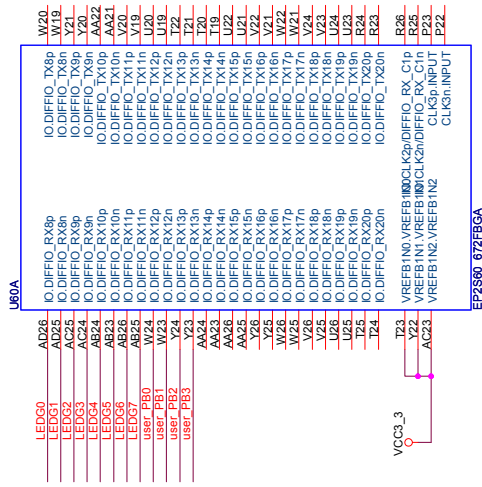 W20
W19
Y21
Y20
AA22
AA21
V20
V19
U20
U19
T22
T21
T20
T19
U22
U21
V22
V21
W22
W21
V24
V23
U24
U23
R24
R23
R26
R25
P23
P22
IO.DIFFIO_TX8p
IO.DIFFIO_TX8n
IO.DIFFIO_TX9p
IO.DIFFIO_TX9n
IO.DIFFIO_TX10p
IO.DIFFIO_TX10n
IO.DIFFIO_TX11p
IO.DIFFIO_TX11n
IO.DIFFIO_TX12p
IO.DIFFIO_TX12n
IO.DIFFIO_TX13p
IO.DIFFIO_TX13n
IO.DIFFIO_TX14p
IO.DIFFIO_TX14n
IO.DIFFIO_TX15p
IO.DIFFIO_TX15n
IO.DIFFIO_TX16p
IO.DIFFIO_TX16n
IO.DIFFIO_TX17p
IO.DIFFIO_TX17n
IO.DIFFIO_TX18p
IO.DIFFIO_TX18n
IO.DIFFIO_TX19p
IO.DIFFIO_TX19n
IO.DIFFIO_TX20p
IO.DIFFIO_TX20n
CLK2p/DIFFIO_RX_C1p
CLK2n/DIFFIO_RX_C1n
CLK3p.INPUT
CLK3n.INPUT
IO.DIFFIO_RX8p
IO.DIFFIO_RX8n
IO.DIFFIO_RX9p
IO.DIFFIO_RX9n
IO.DIFFIO_RX10p
IO.DIFFIO_RX10n
IO.DIFFIO_RX11p
IO.DIFFIO_RX11n
IO.DIFFIO_RX12p
IO.DIFFIO_RX12n
IO.DIFFIO_RX13p
IO.DIFFIO_RX13n
IO.DIFFIO_RX14p
IO.DIFFIO_RX14n
IO.DIFFIO_RX15p
IO.DIFFIO_RX15n
IO.DIFFIO_RX16p
IO.DIFFIO_RX16n
IO.DIFFIO_RX17p
IO.DIFFIO_RX17n
IO.DIFFIO_RX18p
IO.DIFFIO_RX18n
IO.DIFFIO_RX19p
IO.DIFFIO_RX19n
IO.DIFFIO_RX20p
IO.DIFFIO_RX20n
VREFB1N0.VREFB1N0
VREFB1N1.VREFB1N1
VREFB1N2.VREFB1N2
U60A
EP2S60_672FBGA
AD26
AD25
AC25
AC24
AB24
AB23
AB26
AB25
W24
W23
Y24
Y23
AA24
AA23
AA26
AA25
Y26
Y25
W26
W25
V26
V25
U26
U25
T25
T24
T23
Y22
AC23
LEDG0
LEDG1
LEDG2
LEDG3
LEDG4
LEDG5
LEDG6
LEDG7
user_PB0
user_PB1
user_PB2
user_PB3
VCC3_3